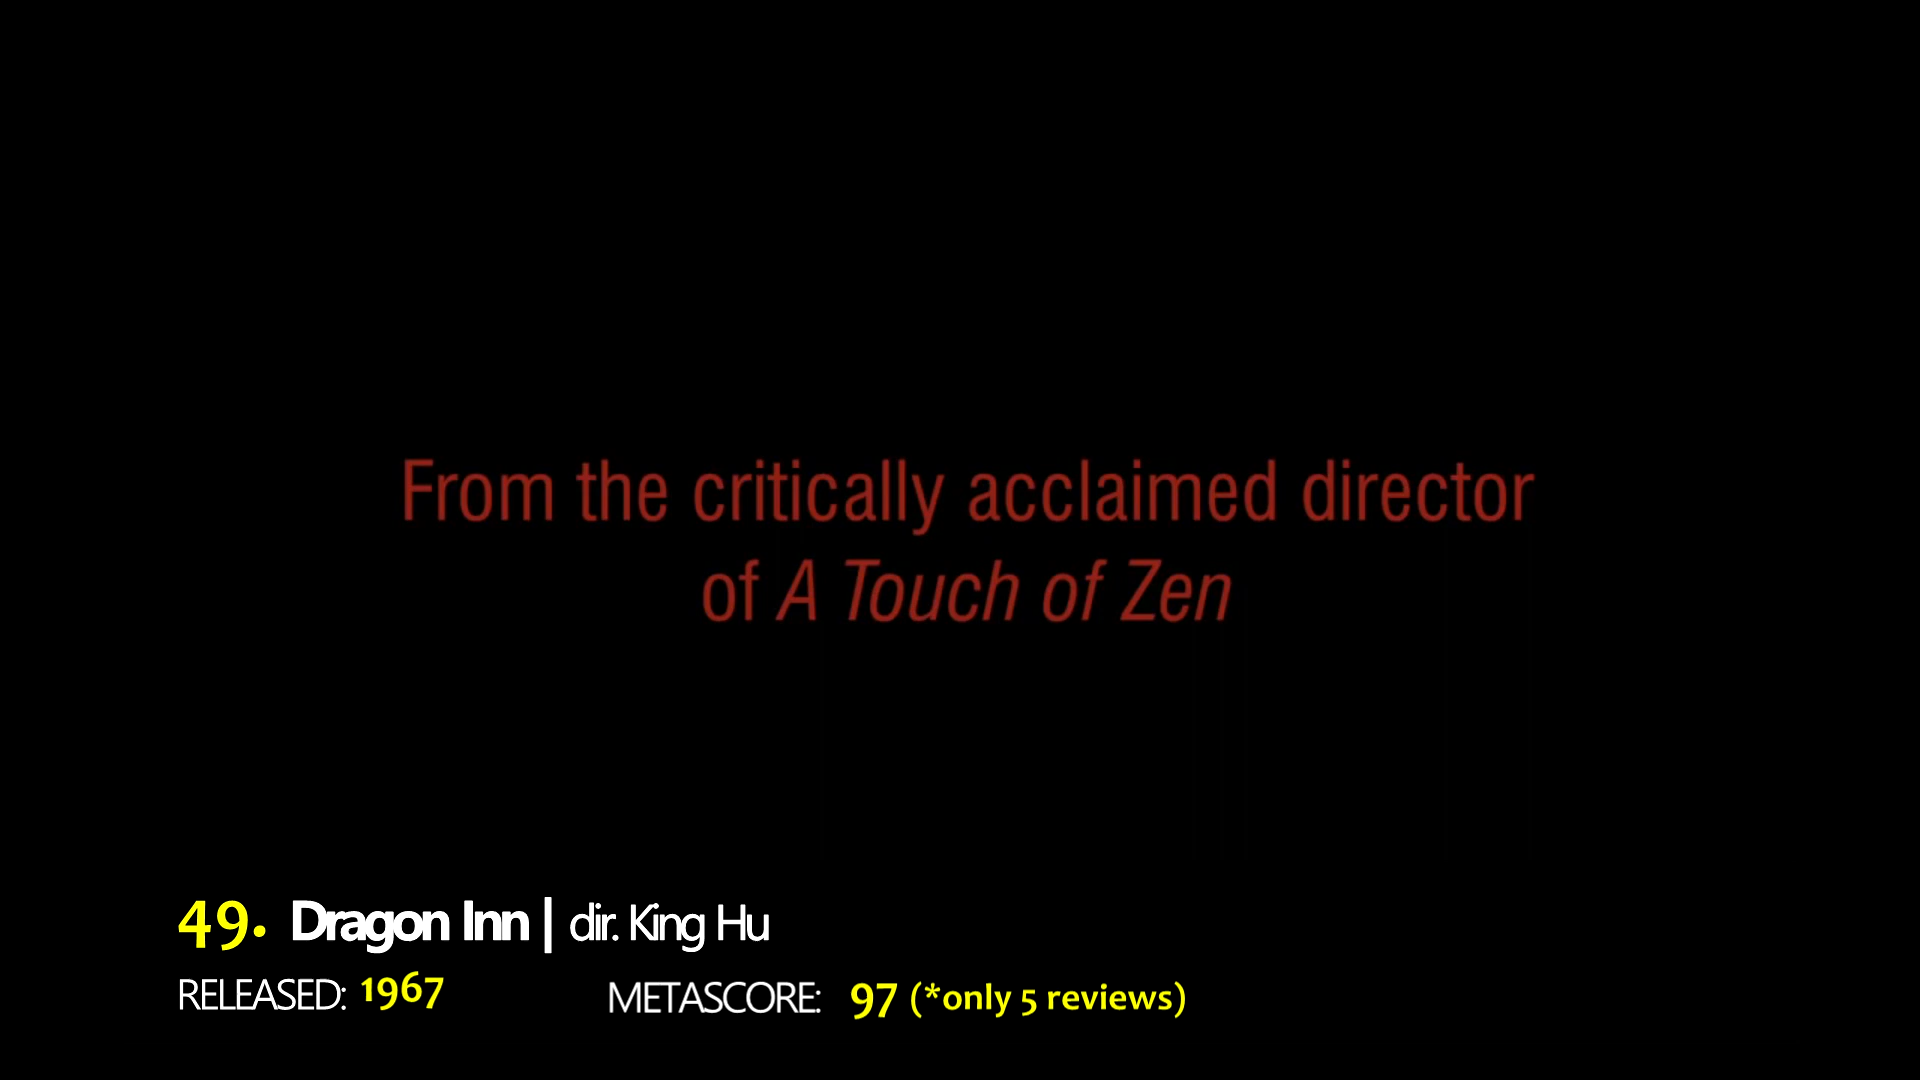 From the critically acclaimed director
of A Touch of Zen
49. Dragon Inn | dir. King Hu
RELEASED: 1967 METASCORE: 97 (*only 5 reviews)